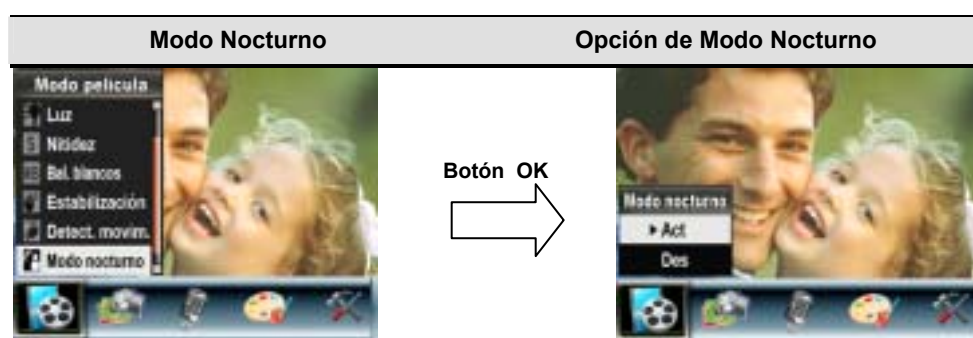 Modo Nocturno
Opción de Modo Nocturno
Modo película
Luz
Nitidez
Bal. blancos
Estabilización
Detect. movim.
Modo nocturno
Botón OK
Modo nocturno
Act
Des